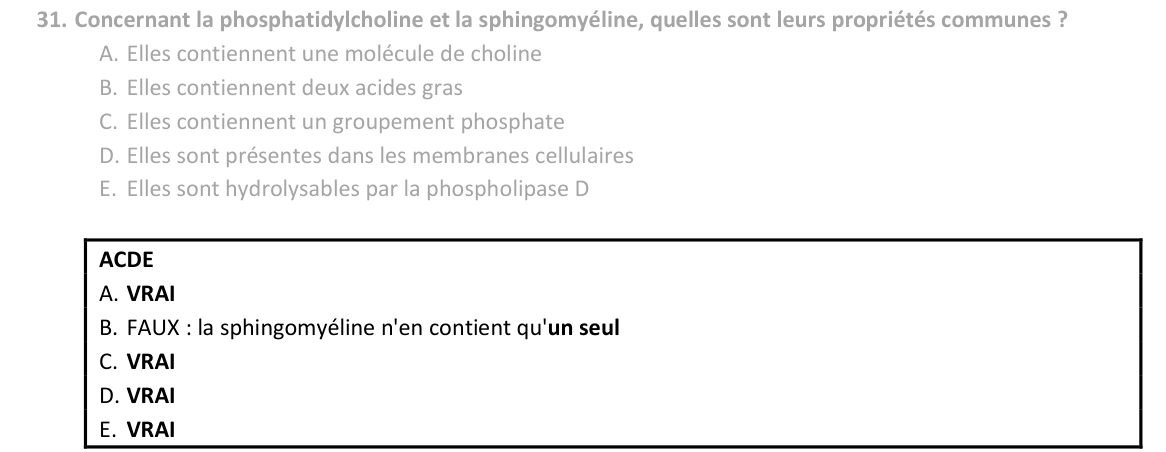 31. Concernant la phosphatidylcholine et la sphingomyéline, quelles sont leurs propriétés communes ?
A. Elles contiennent une molécule de choline
B. Elles contiennent deux acides gras
C. Elles contiennent un groupement phosphate
D. Elles sont présentes dans les membranes cellulaires
E. Elles sont hydrolysables par la phospholipase D
ACDE
A. VRAI
B. FAUX : la sphingomyéline n'en contient qu'un seul
C. VRAI
D. VRAI
E. VRAI